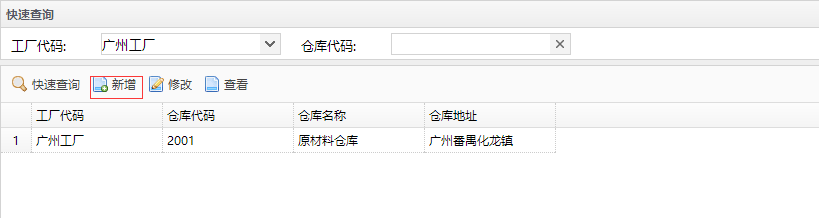 快速查询
工厂代码: 广州工厂 仓库代码:
快速查询 新增 修改 查看
工厂代码 仓库代码 仓库名称 仓库地址
1 广州工厂 2001 原材料仓库 广州番禺化龙镇